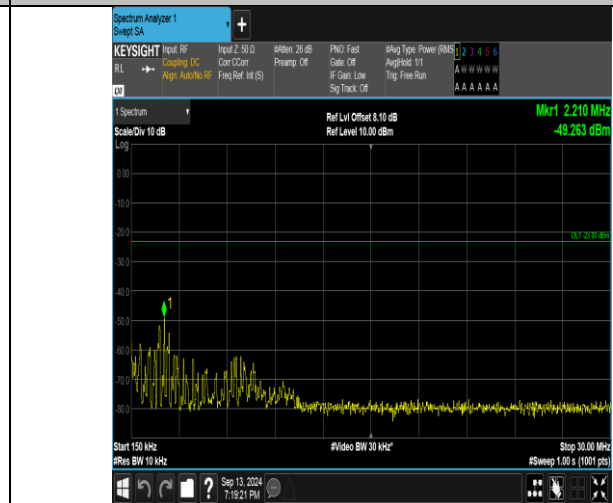 Spectrum Analyzer 1
Swept SA
+
KEYSIGHT Input: RF Input Z: 50 Ω #Atten: 26 dB PNO: Fast #Avg Type: Power (RMS 1 2 3 4 5 6
RL Coupling: DC Corr CCorr Preamp: Off Gate: Off Avg|Hold: 1/1 A W W W W W
Align: Auto/No RF Freq Ref: Int (S) IF Gain: Low Trig: Free Run
Sig Track: Off A A A A A A
1 Spectrum Ref Lvl Offset 8.10 dB Mkr1 2.210 MHz
Scale/Div 10 dB Ref Level 10.00 dBm -49.263 dBm
Log
0.00
-10.0
-20.0
-30.0
-40.0
1
-50.0
-60.0
-70.0
-80.0
Start 150 kHz #Video BW 30 kHz* Stop 30.00 MHz
#Res BW 10 kHz #Sweep 1.00 s (1001 pts)
? Sep 13, 2024
7:19:21 PM